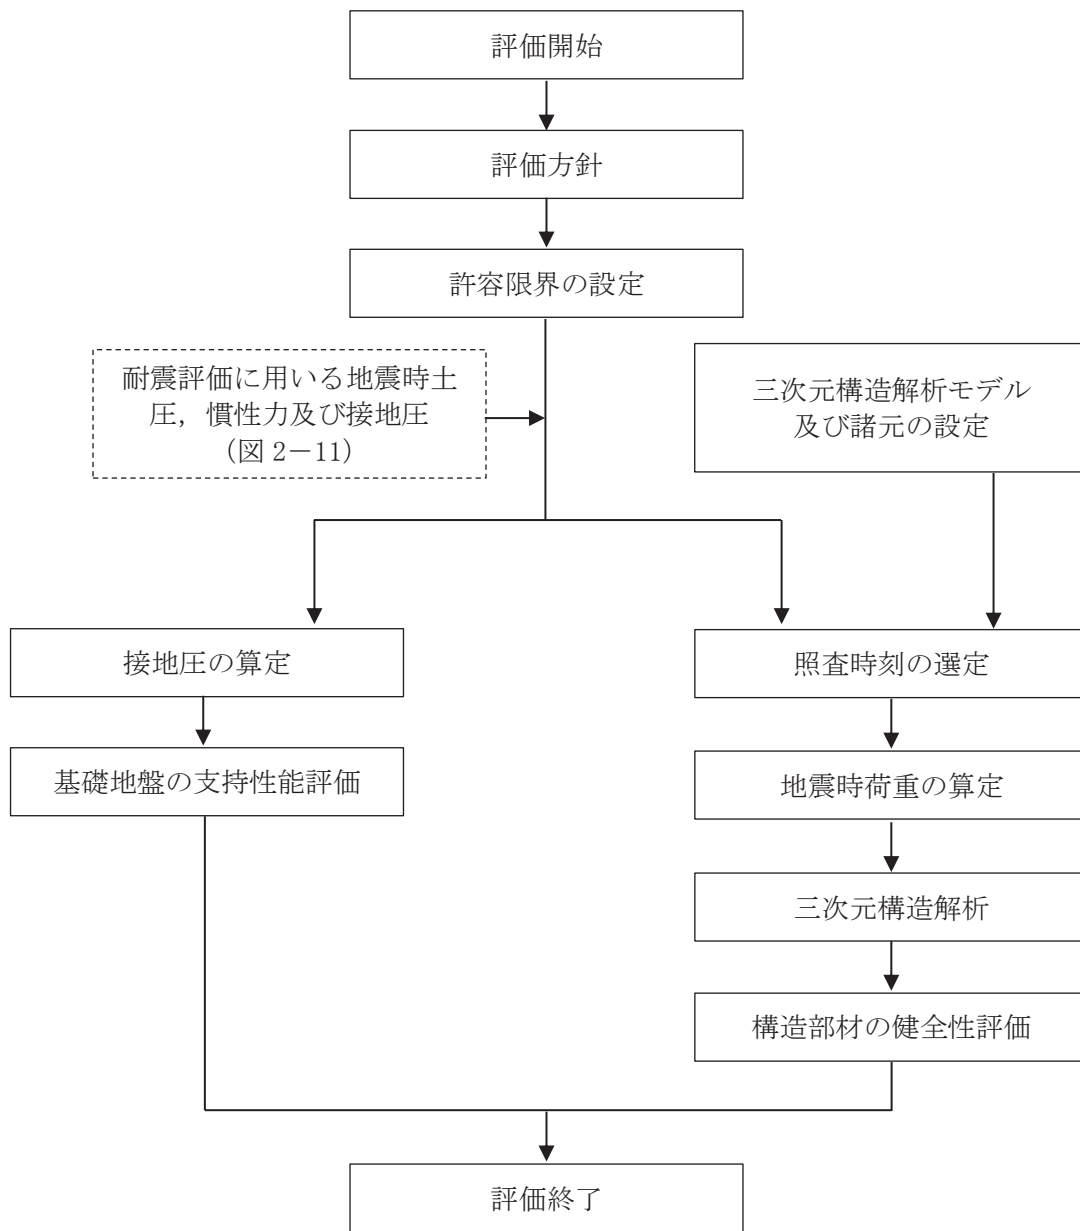 評価開始
評価方針
許容限界の設定
耐震評価に用いる地震時土
圧,慣性力及び接地圧
(図 2-11)
三次元構造解析モデル
及び諸元の設定
接地圧の算定
照査時刻の選定
基礎地盤の支持性能評価
地震時荷重の算定
三次元構造解析
構造部材の健全性評価
評価終了